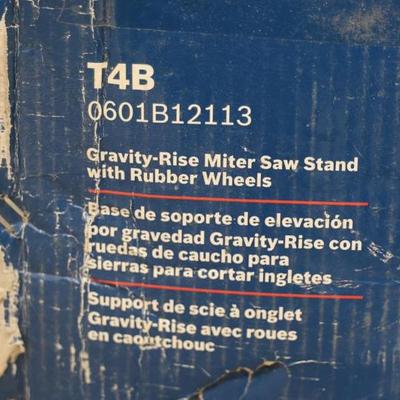 T4B
0601B12113
Gravity-Rise Miter Saw Stand
with Rubber Wheels
Base de soporte de elevación
por gravedad Gravity-Rise con
ruedas de caucho para
sierras para cortar ingletes
Support de scie à onglet
Gravity-Rise avec roues
en caoutchouc